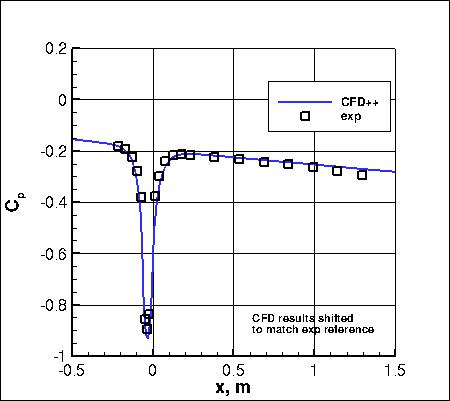 0.2
0
-0.2
-0.4
-0.6
-0.8
-1
Cp
CFD++
exp
CFD results shifted
to match exp reference
-0.5 0 0.5 1 1.5
x, m